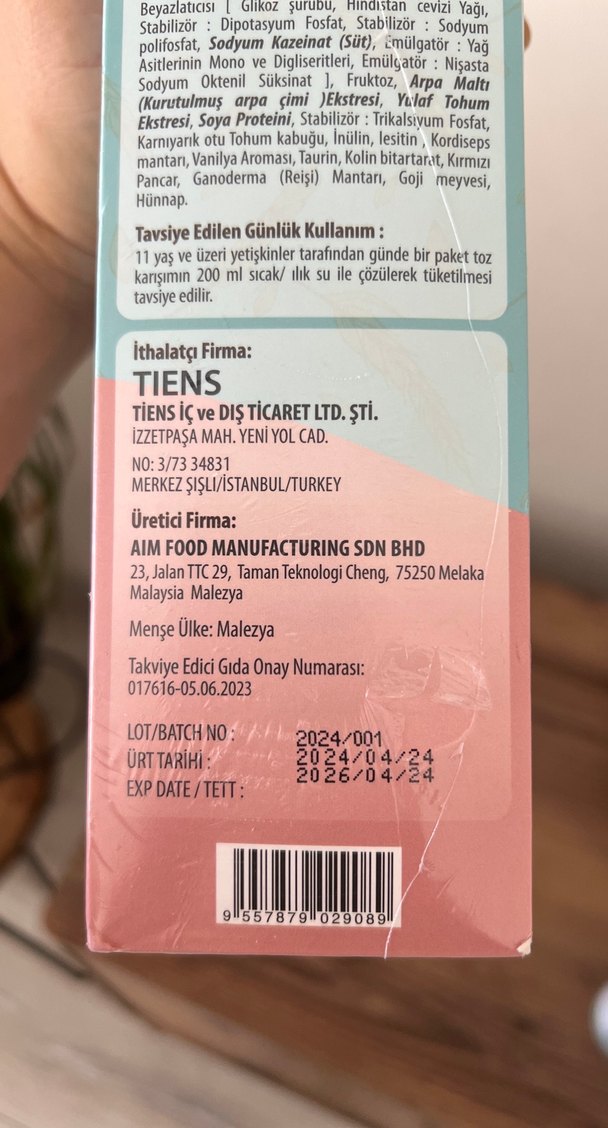 Beyazlatıcısı [ Glikoz şurubu, Hindistan cevizi Yağı,
Stabilizör : Dipotasyum Fosfat, Stabilizör : Sodyum
polifosfat, Sodyum Kazeinat (Süt), Emülgatör : Yağ
Asitlerinin Mono ve Digliseritleri, Emülgatör : Nişasta
Sodyum Oktenil Süksinat ], Fruktoz, Arpa Maltı
(Kurutulmuş arpa çimi )Ekstresi, Yulaf Tohum
Ekstresi, Soya Proteini, Stabilizör : Trikalsiyum Fosfat,
Karnıyarık otu Tohum kabuğu, İnülin, lesitin , Kordiseps
mantarı, Vanilya Aroması, Taurin, Kolin bitartarat, Kırmızı
Pancar, Ganoderma (Reişi) Mantarı, Goji meyvesi,
Hünnap.
Tavsiye Edilen Günlük Kullanım :
11 yaş ve üzeri yetişkinler tarafından günde bir paket toz
karışımın 200 ml sıcak/ ılık su ile çözülerek tüketilmesi
tavsiye edilir.
İthalatçı Firma:
TIENS
TİENS İÇ ve DIŞ TİCARET LTD. ŞTİ.
İZZETPAŞA MAH. YENİ YOL CAD.
NO: 3/73 34831
MERKEZ ŞIŞLI/İSTANBUL/TURKEY
Üretici Firma:
AIM FOOD MANUFACTURING SDN BHD
23, Jalan TTC 29, Taman Teknologi Cheng, 75250 Melaka
Malaysia Malezya
Menşe Ülke: Malezya
Takviye Edici Gıda Onay Numarası:
017616-05.06.2023
LOT/BATCH NO : 2024/001
ÜRT TARİHİ : 2024/04/24
EXP DATE / TETT : 2026/04/24
9 557879 029089